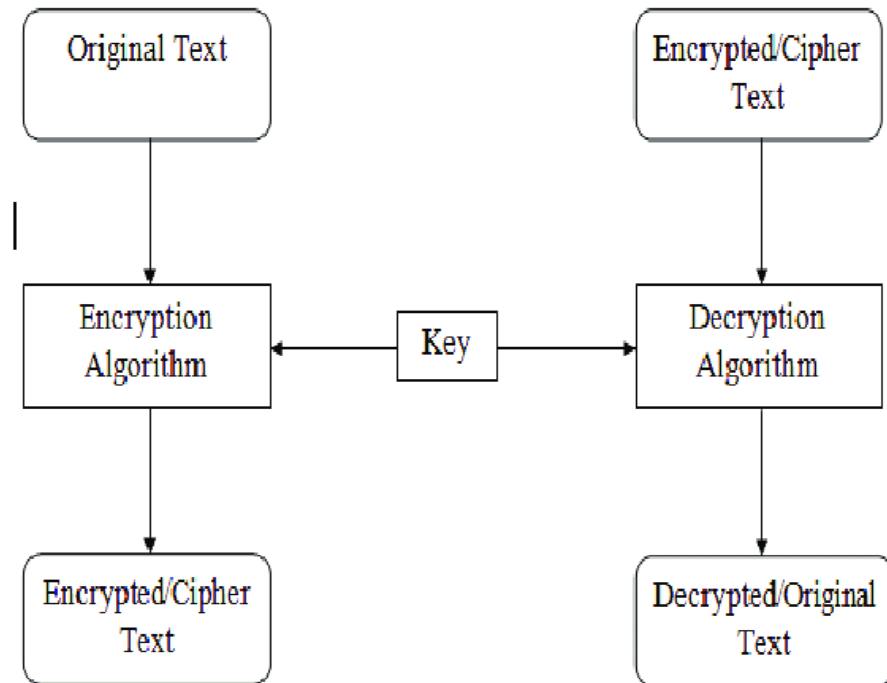 Original Text
Encrypted/Cipher
Text
Encryption
Algorithm
Key
Decryption
Algorithm
Encrypted/Cipher
Text
Decrypted/Original
Text